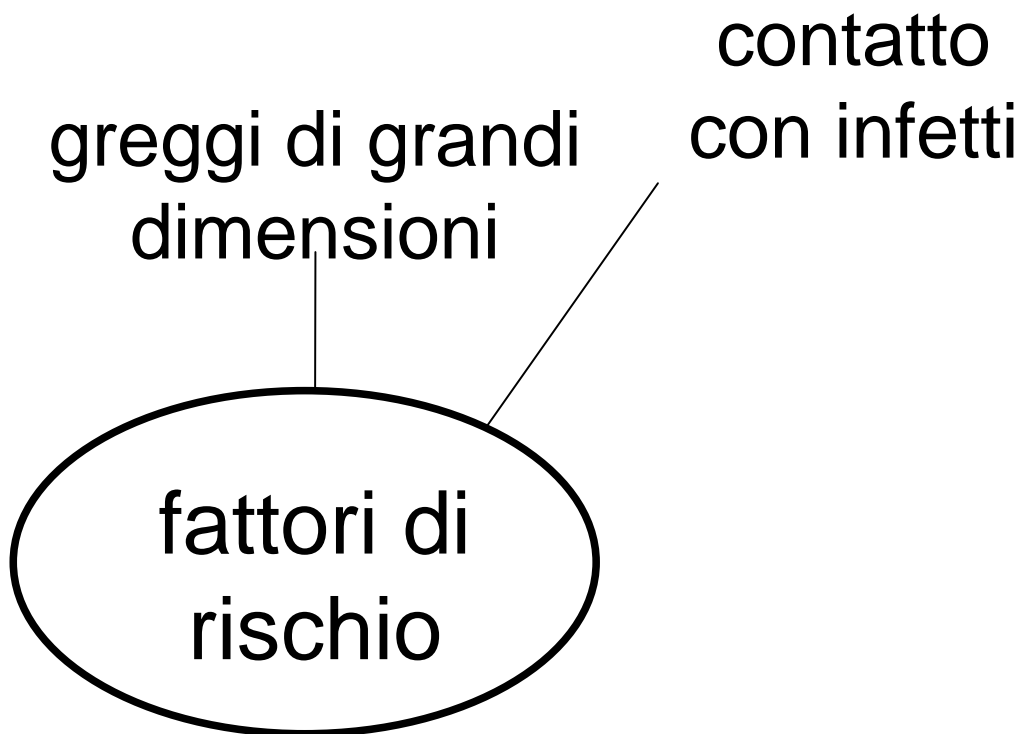 contatto
con infetti
greggi di grandi
dimensioni
fattori di
rischio